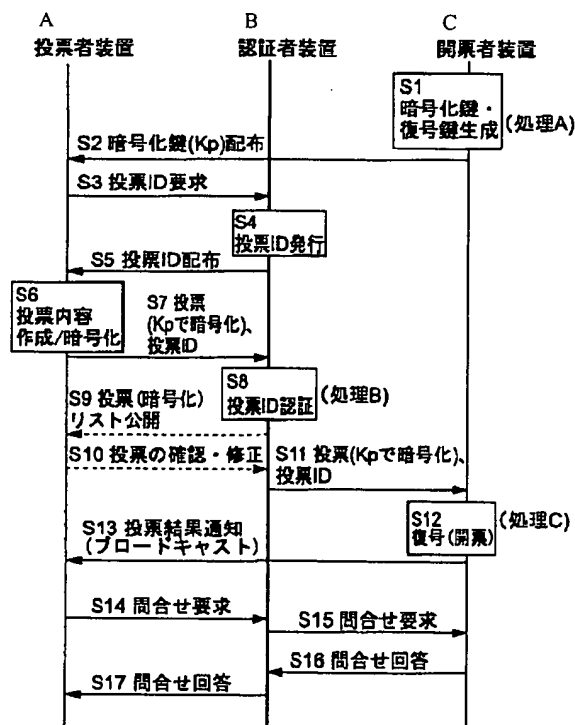 A
B
C
投票者装置
認証者装置
開票者装置
S1
暗号化鍵・
復号鍵生成
(処理A)
S2 暗号化鍵(Kp)配布
S3 投票ID要求
S4
投票ID発行
S5 投票ID配布
S6
投票内容
作成/暗号化
S7 投票
(Kpで暗号化)、
投票ID
S8
投票ID認証
(処理B)
S9 投票(暗号化)
リスト公開
S10 投票の確認・修正
S11 投票(Kpで暗号化)、
投票ID
S12
復号(開票)
(処理C)
S13 投票結果通知
(ブロードキャスト)
S14 問合せ要求
S15 問合せ要求
S16 問合せ回答
S17 問合せ回答